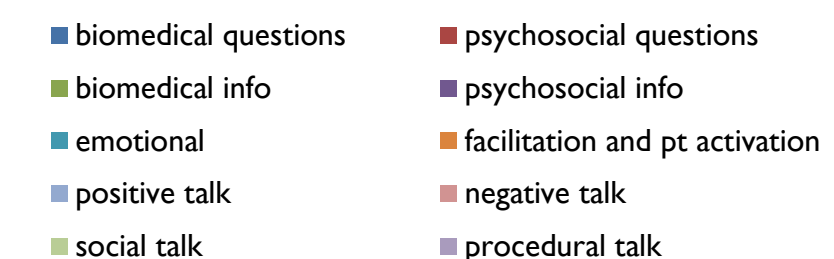 biomedical questions psychosocial questions
biomedical info psychosocial info
emotional facilitation and pt activation
positive talk negative talk
social talk procedural talk